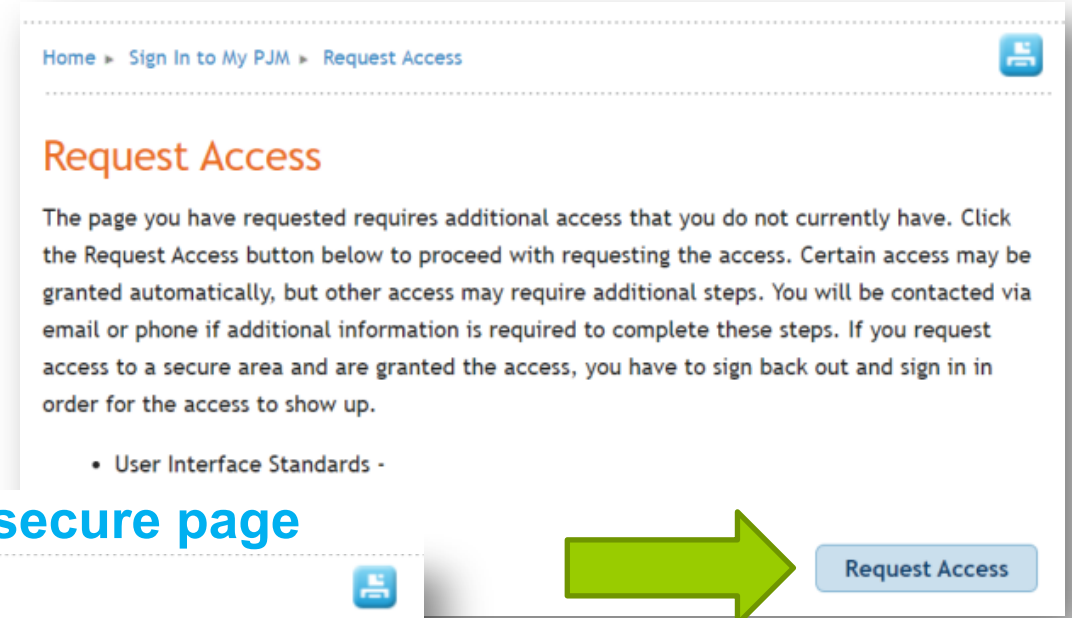 Home ▸ Sign In to My PJM ▸ Request Access
Request Access
The page you have requested requires additional access that you do not currently have. Click
the Request Access button below to proceed with requesting the access. Certain access may be
granted automatically, but other access may require additional steps. You will be contacted via
email or phone if additional information is required to complete these steps. If you request
access to a secure area and are granted the access, you have to sign back out and sign in in
order for the access to show up.
• User Interface Standards -
secure page
Request Access